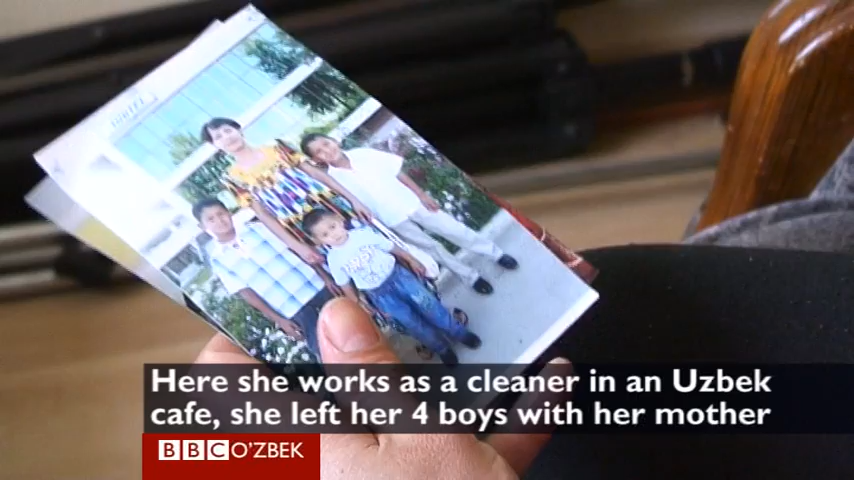 Here she works as a cleaner in an Uzbek
cafe, she left her 4 boys with her mother
BBC O'ZBEK